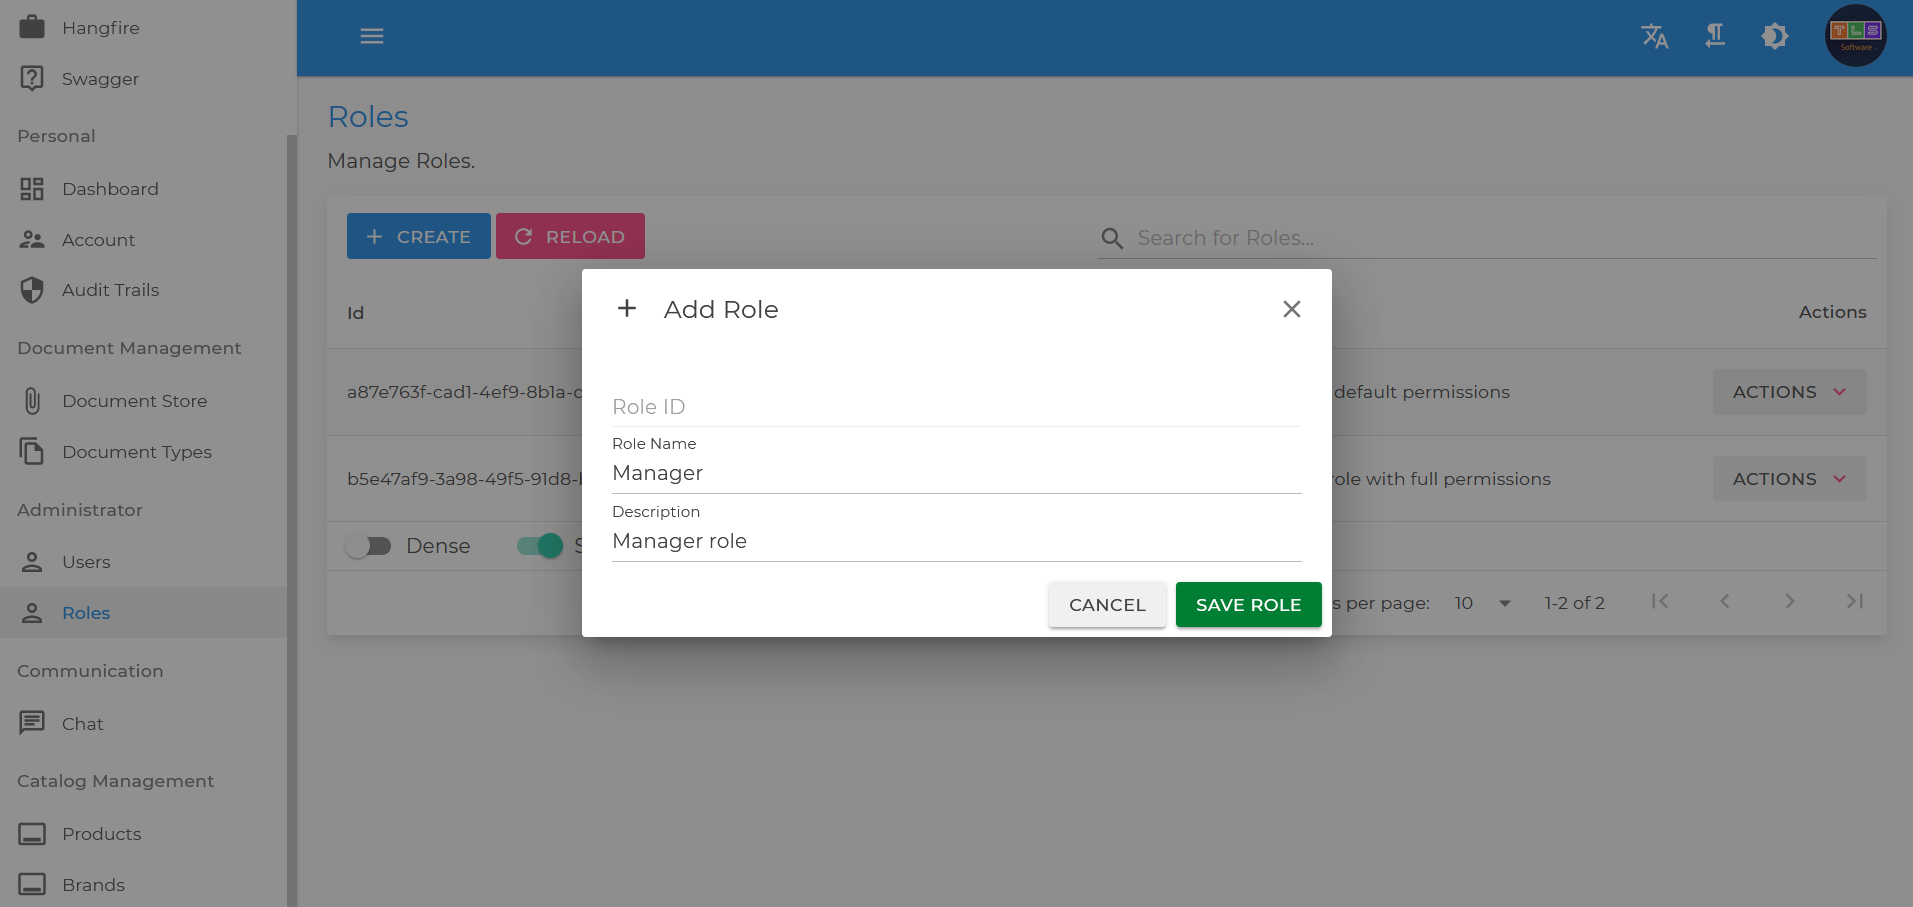 Hangfire
Swagger
Personal
Dashboard
Account
Audit Trails
Document Management
Document Store
Document Types
Administrator
Users
Roles
Communication
Chat
Catalog Management
Products
Brands
TLS
Software
Roles
Manage Roles.
CREATE
RELOAD
Search for Roles...
Id
Actions
a87e763f-cad1-4ef9-8b1a-
default permissions
ACTIONS
b5e47af9-3a98-49f5-91d8-
role with full permissions
ACTIONS
Dense
s per page:
10
1-2 of 2
Add Role
Role ID
Role Name
Manager
Description
Manager role
CANCEL
SAVE ROLE